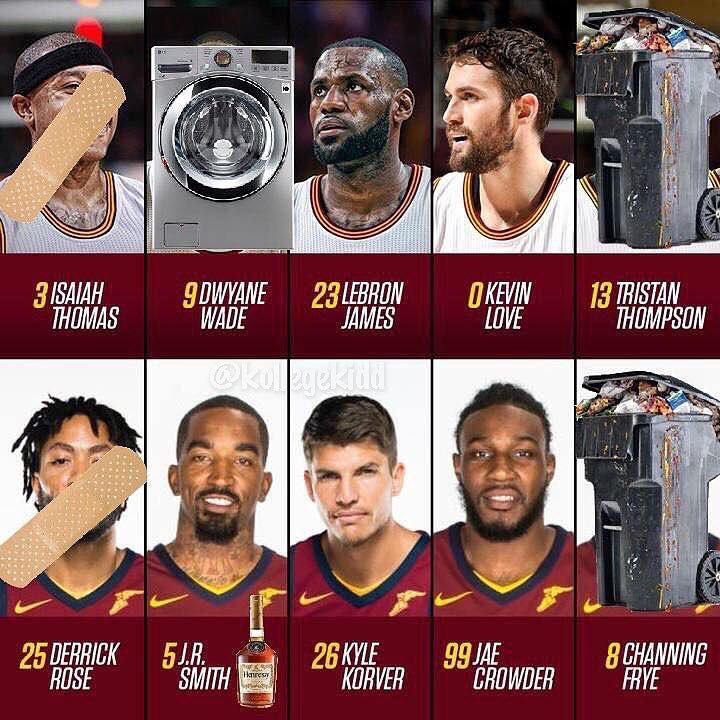 3 ISAIAH
THOMAS
9 DWYANE
WADE
23 LEBRON
JAMES
0 KEVIN
LOVE
13 TRISTAN
THOMPSON
@kollegekidd
25 DERRICK
ROSE
5 J.R.
SMITH
Hennessy
26 KYLE
KORVER
99 JAE
CROWDER
8 CHANNING
FRYE